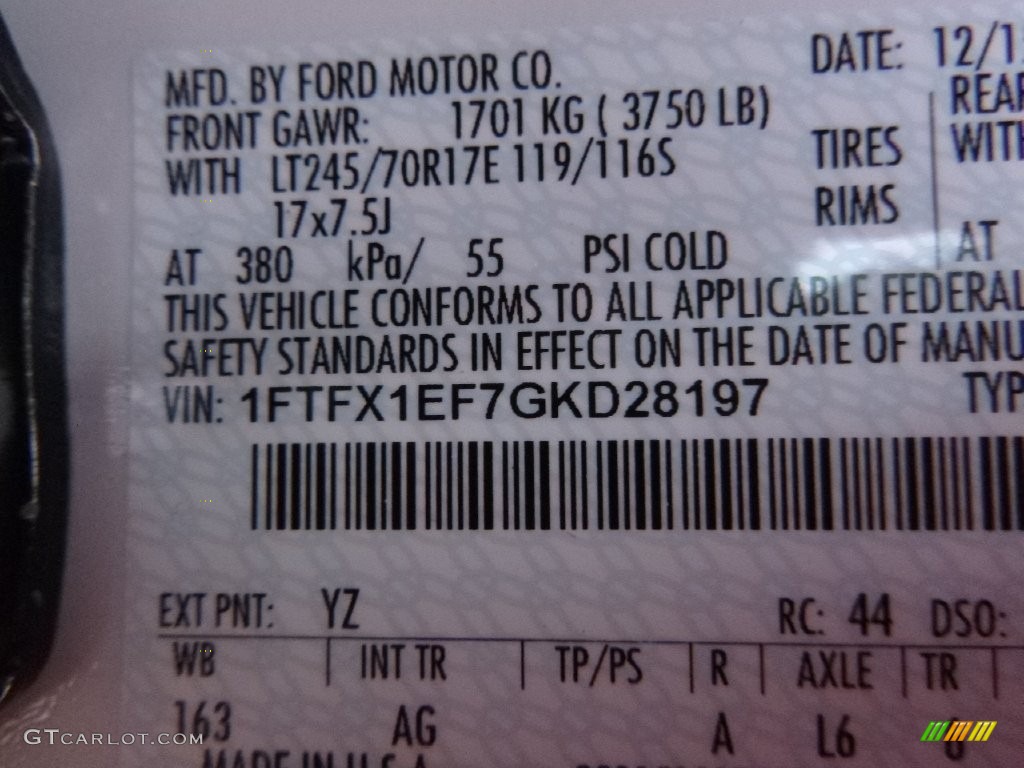 MFD. BY FORD MOTOR CO.
DATE: 12/1
FRONT GAWR: 1701 KG ( 3750 LB)
REAR
WITH LT245/70R17E 119/116S TIRES
WITH
17x7.5J RIMS
AT 380 kPa/ 55 PSI COLD
AT
THIS VEHICLE CONFORMS TO ALL APPLICABLE FEDERAL
SAFETY STANDARDS IN EFFECT ON THE DATE OF MANU
VIN: 1FTFX1EF7GKD28197 TYP
EXT PNT: YZ RC: 44 DSO:
WB INT TR TP/PS R AXLE TR
163 AG A L6
MADE IN U.S.A
GTCARLOT.COM